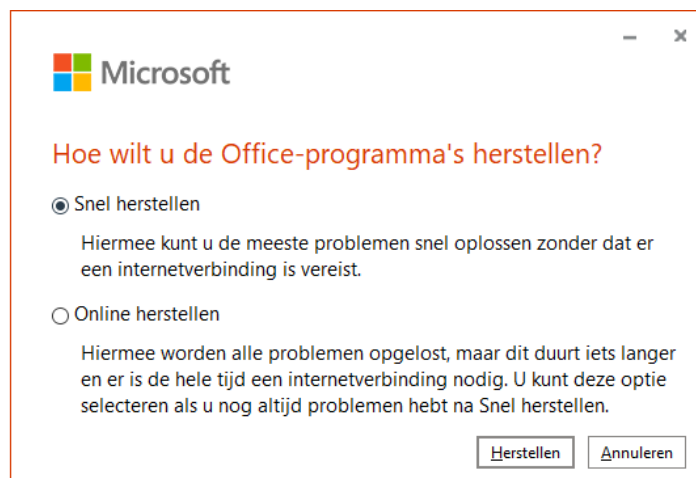 Microsoft
Hoe wilt u de Office-programma's herstellen?
Snel herstellen
Hiermee kunt u de meeste problemen snel oplossen zonder dat er
een internetverbinding is vereist.
Online herstellen
Hiermee worden alle problemen opgelost, maar dit duurt iets langer
en er is de hele tijd een internetverbinding nodig. U kunt deze optie
selecteren als u nog altijd problemen hebt na Snel herstellen.
Herstellen Annuleren